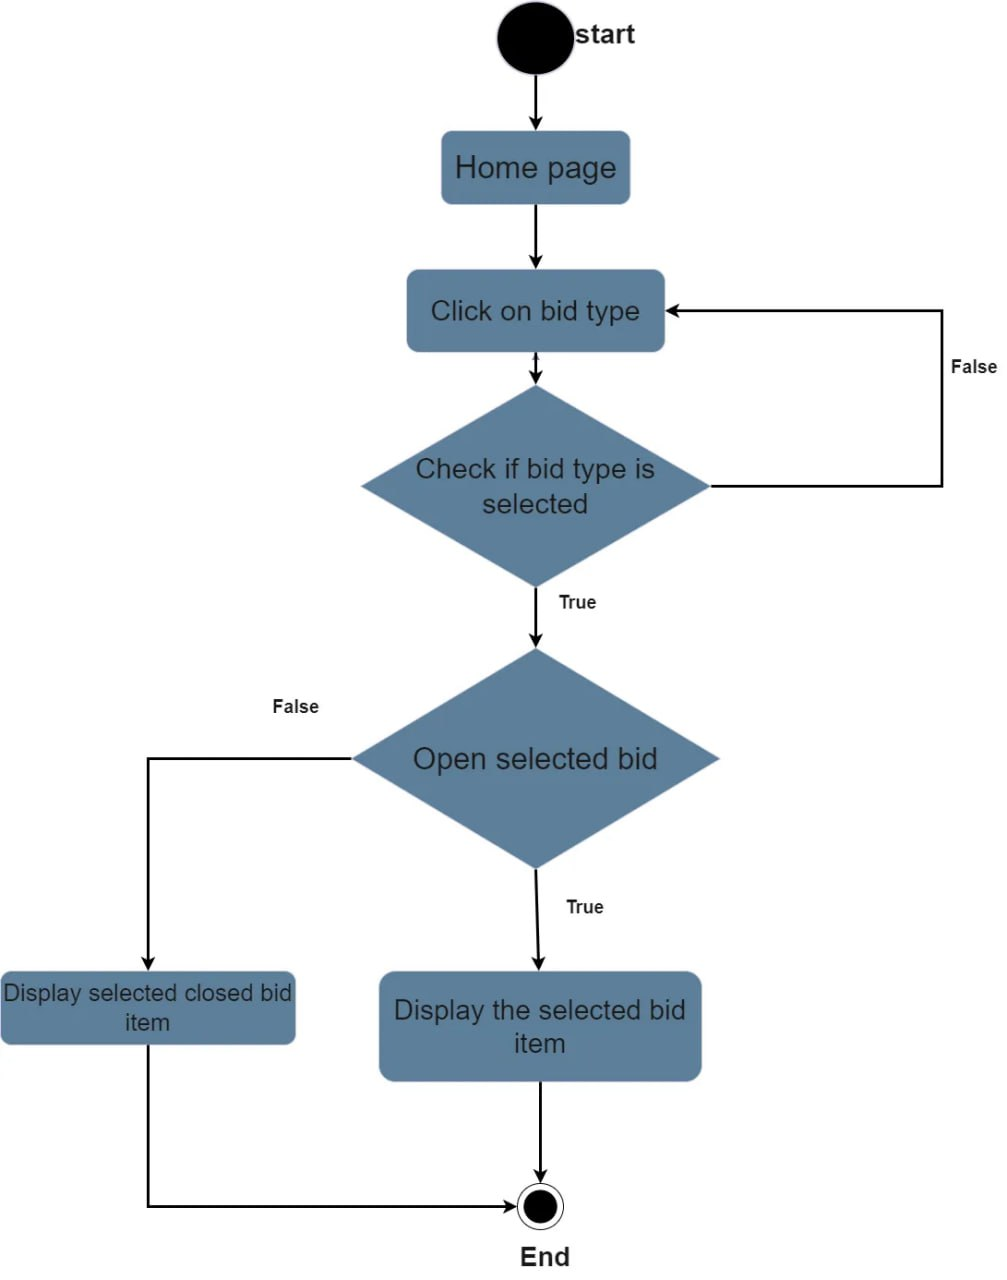 start
Home page
Click on bid type
False
Check if bid type is
selected
True
False
Open selected bid
True
Display selected closed bid
item
Display the selected bid
item
End